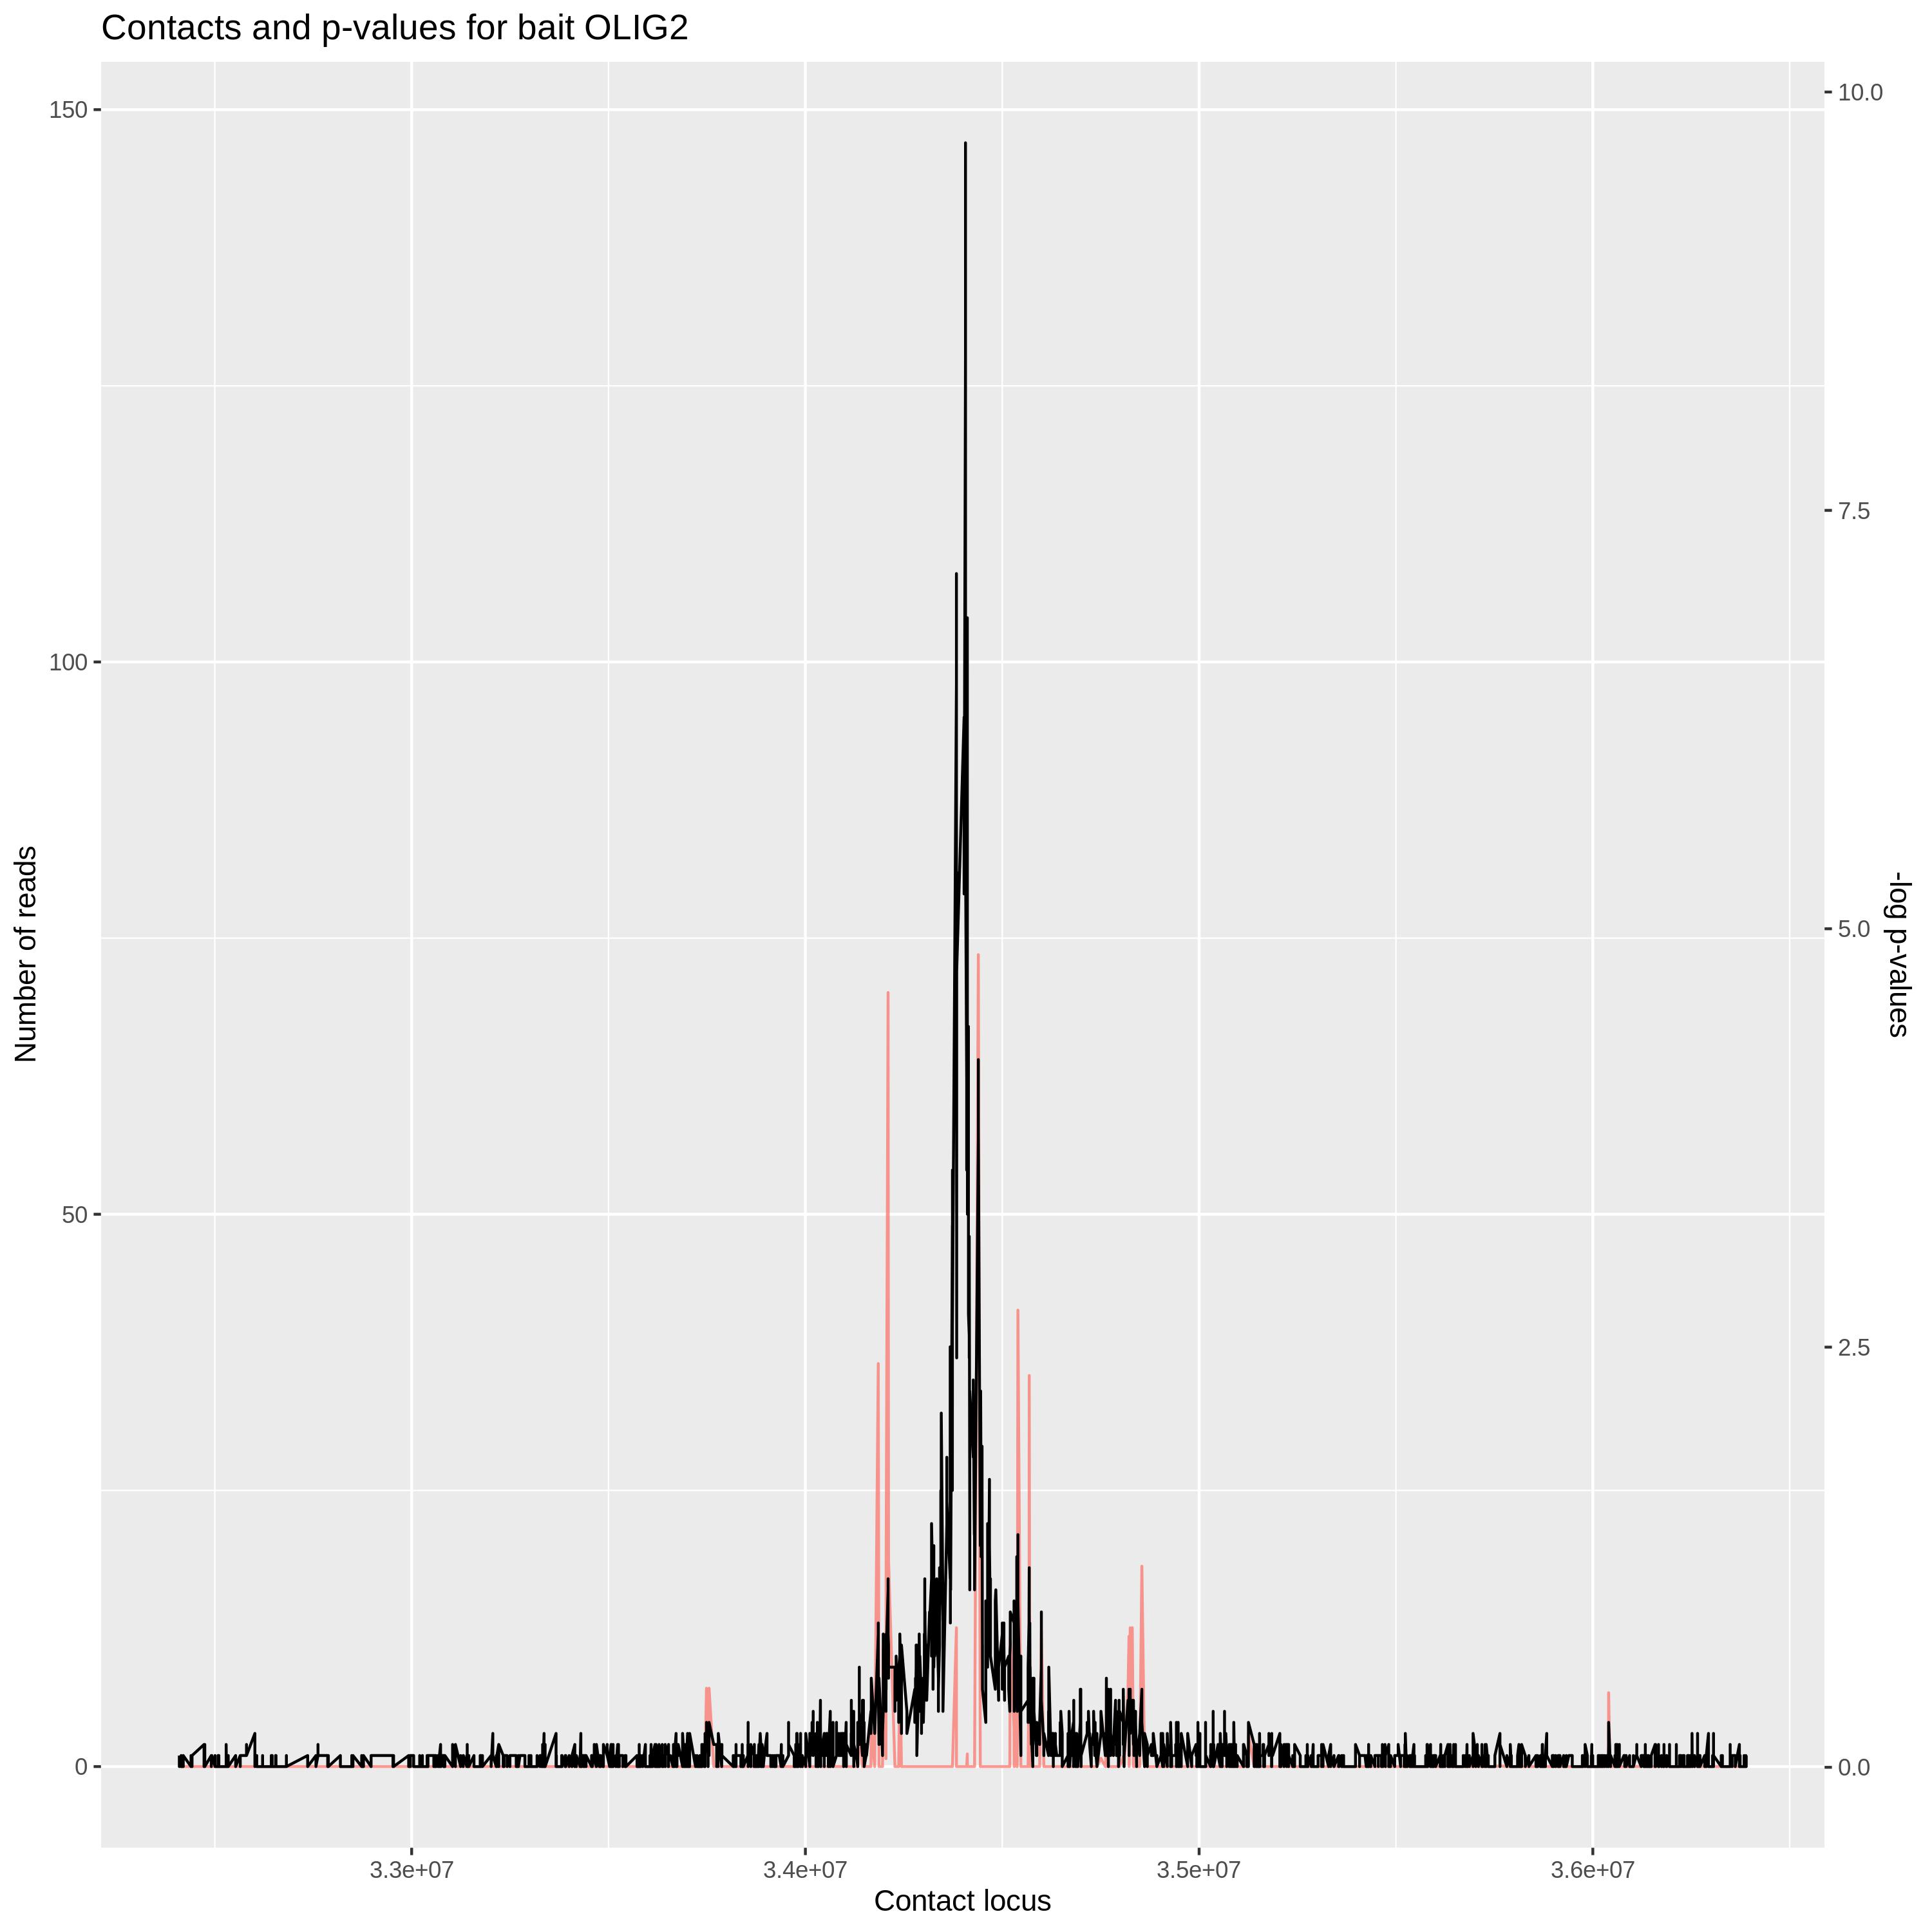 Contacts and p-values for bait OLIG2
150
100
50
0
Number of reads
10.0
7.5
5.0
2.5
0.0
-log p-values
3.3e+07
3.4e+07
3.5e+07
3.6e+07
Contact locus